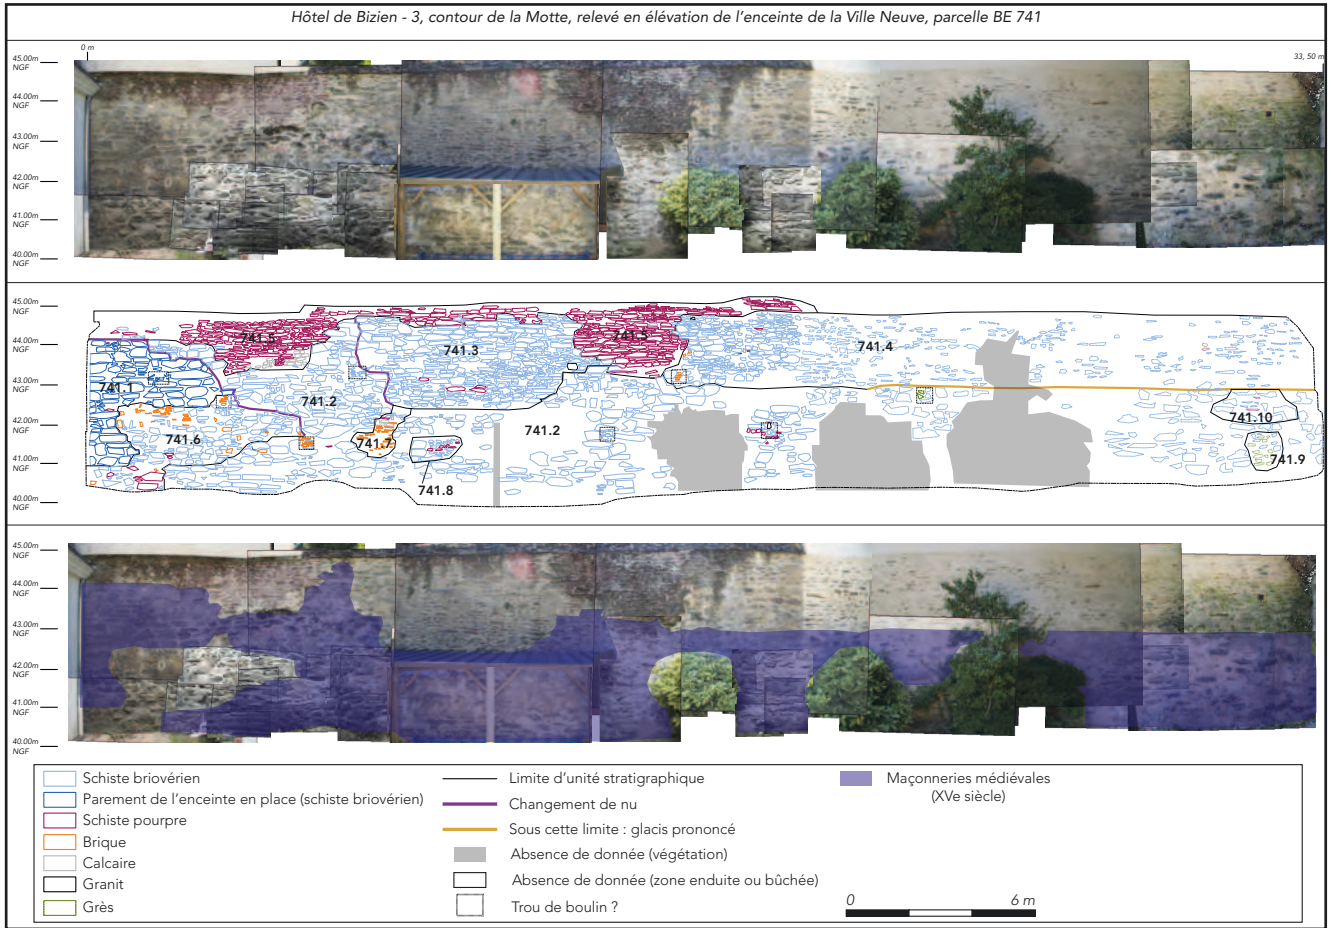 Hôtel de Bizien - 3, contour de la Motte, relevé en élévation de l'enceinte de la Ville Neuve, parcelle BE 741
0 m
33, 50 m
45.00m
NGF
44.00m
NGF
43.00m
NGF
42.00m
NGF
41.00m
NGF
40.00m
NGF
45.00m
NGF
44.00m
NGF
43.00m
NGF
42.00m
NGF
41.00m
NGF
40.00m
NGF
741.5
741.5
741.3
741.4
741.1
741.2
741.2
741.6
741.7
741.10
741.9
741.8
45.00m
NGF
44.00m
NGF
43.00m
NGF
42.00m
NGF
41.00m
NGF
40.00m
NGF
Schiste briovérien
Parement de l'enceinte en place (schiste briovérien)
Schiste pourpre
Brique
Calcaire
Granit
Grès
Limite d'unité stratigraphique
Changement de nu
Sous cette limite : glacis prononcé
Absence de donnée (végétation)
Absence de donnée (zone enduite ou bûchée)
Trou de boulin ?
Maçonneries médiévales
(XVe siècle)
0
6 m